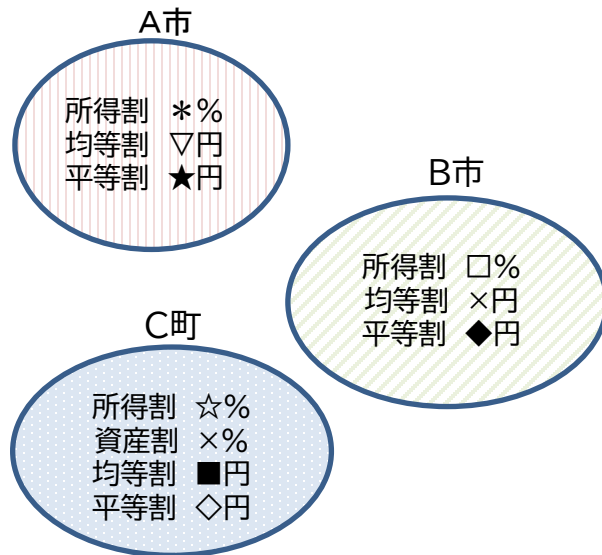 A市
所得割 ＊%
均等割 ▽円
平等割 ★円
B市
所得割 □%
均等割 ×円
平等割 ◆円
C町
所得割 ☆%
資産割 ×%
均等割 ■円
平等割 ◇円